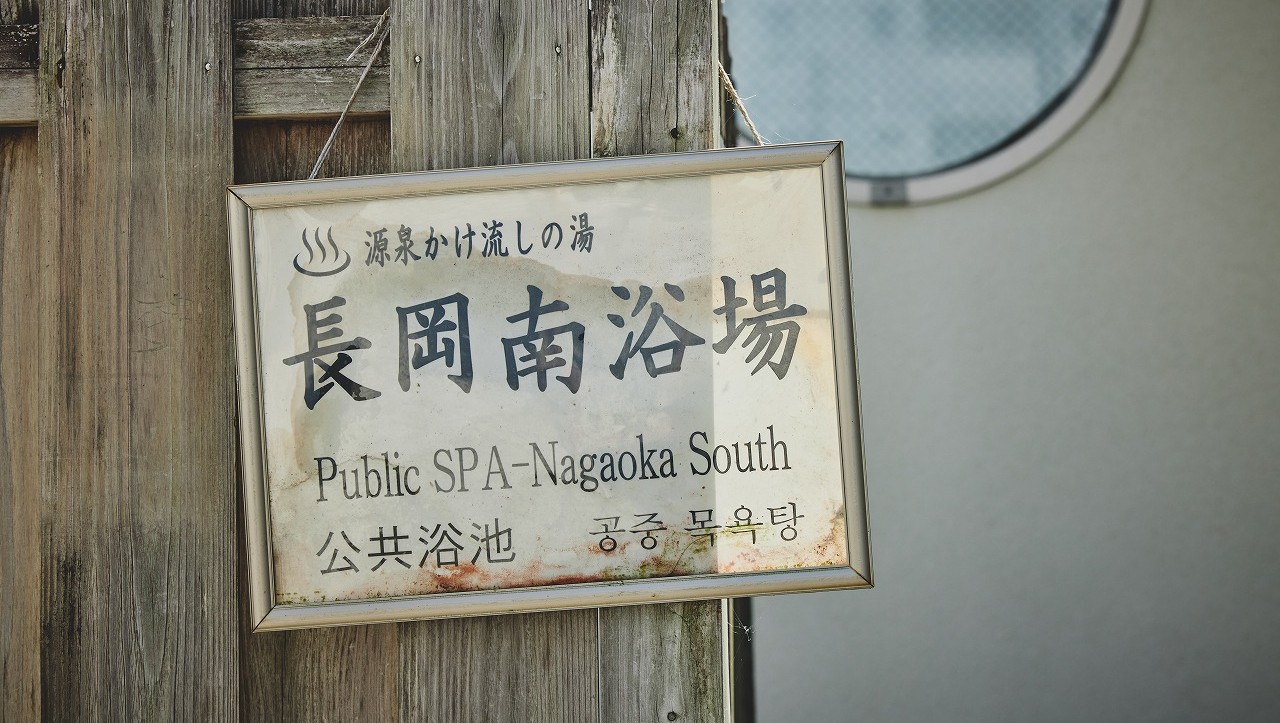 ♨ 源泉かけ流しの湯
長岡南浴場
Public SPA-Nagaoka South
公共浴池 공중 목욕탕